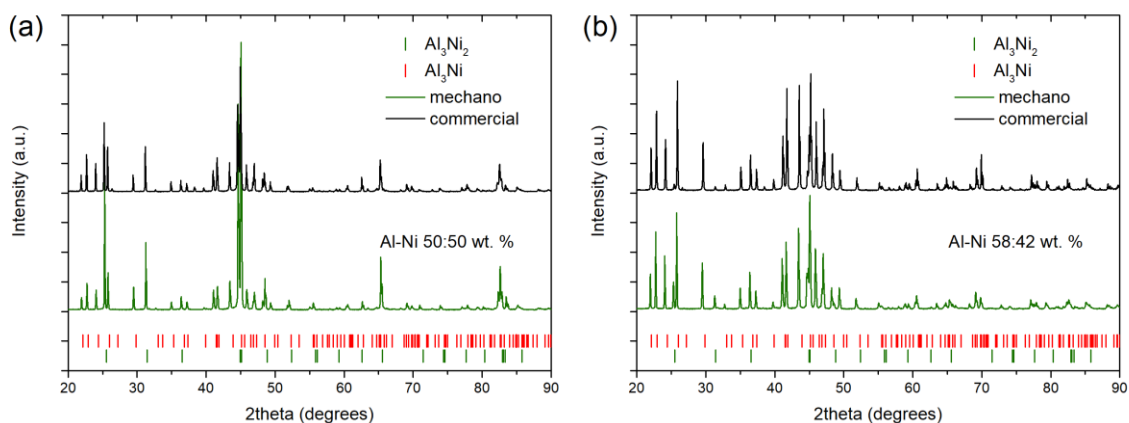 (a)
Al₃Ni₂
Al₃Ni
mechano
commercial
Al-Ni 50:50 wt. %
Intensity (a.u.)
20 30 40 50 60 70 80 90
2theta (degrees)
(b)
Al₃Ni₂
Al₃Ni
mechano
commercial
Al-Ni 58:42 wt. %
Intensity (a.u.)
20 30 40 50 60 70 80 90
2theta (degrees)